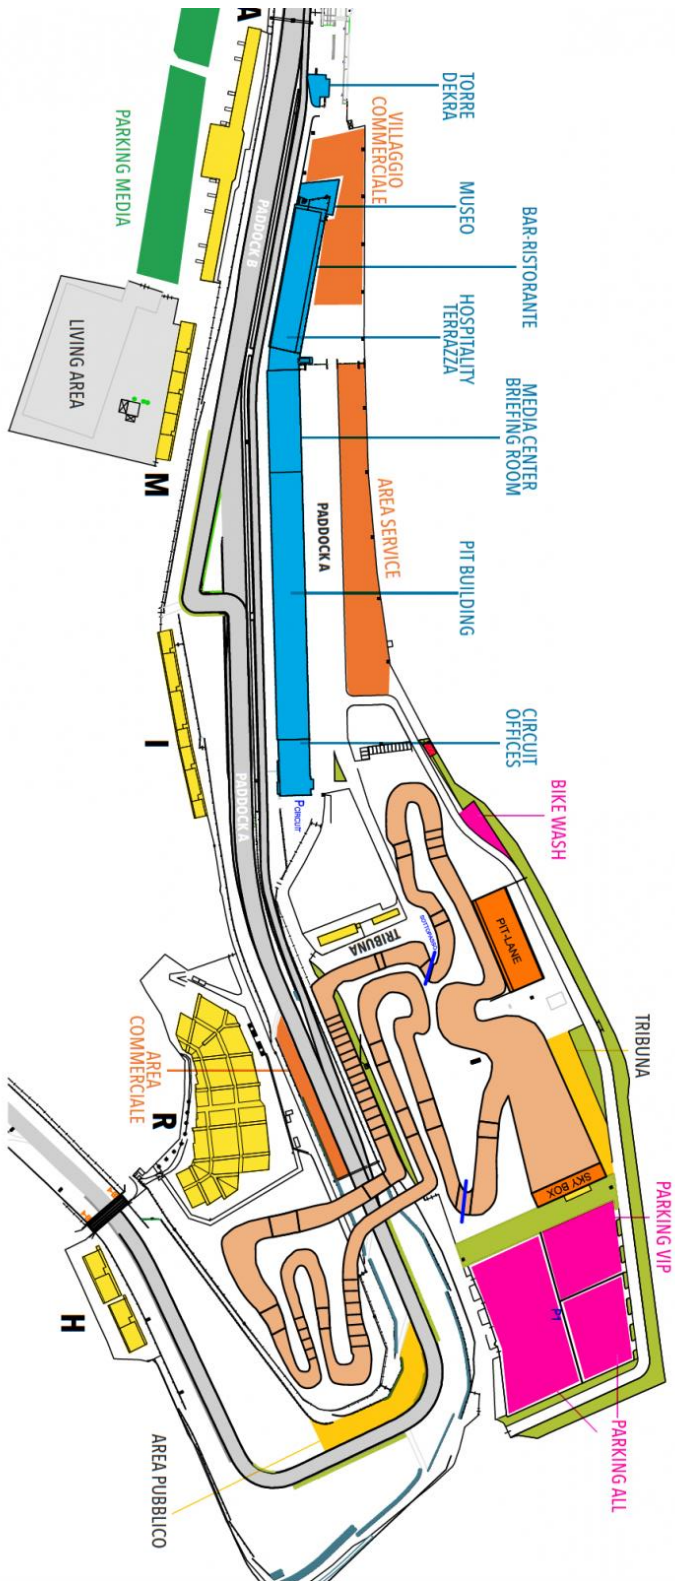 A
TORRE
DEKRA
VILLAGGIO
COMMERCIALE
PARKING MEDIA
MUSEO
PADDOCK B
BAR-RISTORANTE
HOSPITALITY
TERRAZZA
LIVING AREA
MEDIA CENTER
BRIEFING ROOM
M
AREA SERVICE
PADDOCK A
PIT BUILDING
I
CIRCUIT
OFFICES
PADDOCK A
P CIRCUIT
BIKE WASH
PIT-LANE
TRIBUNA
SOTTOPASSO
TRIBUNA
AREA
COMMERCIALE
R
SKY BOX
PARKING VIP
P1
H
PARKING ALL
AREA PUBBLICO